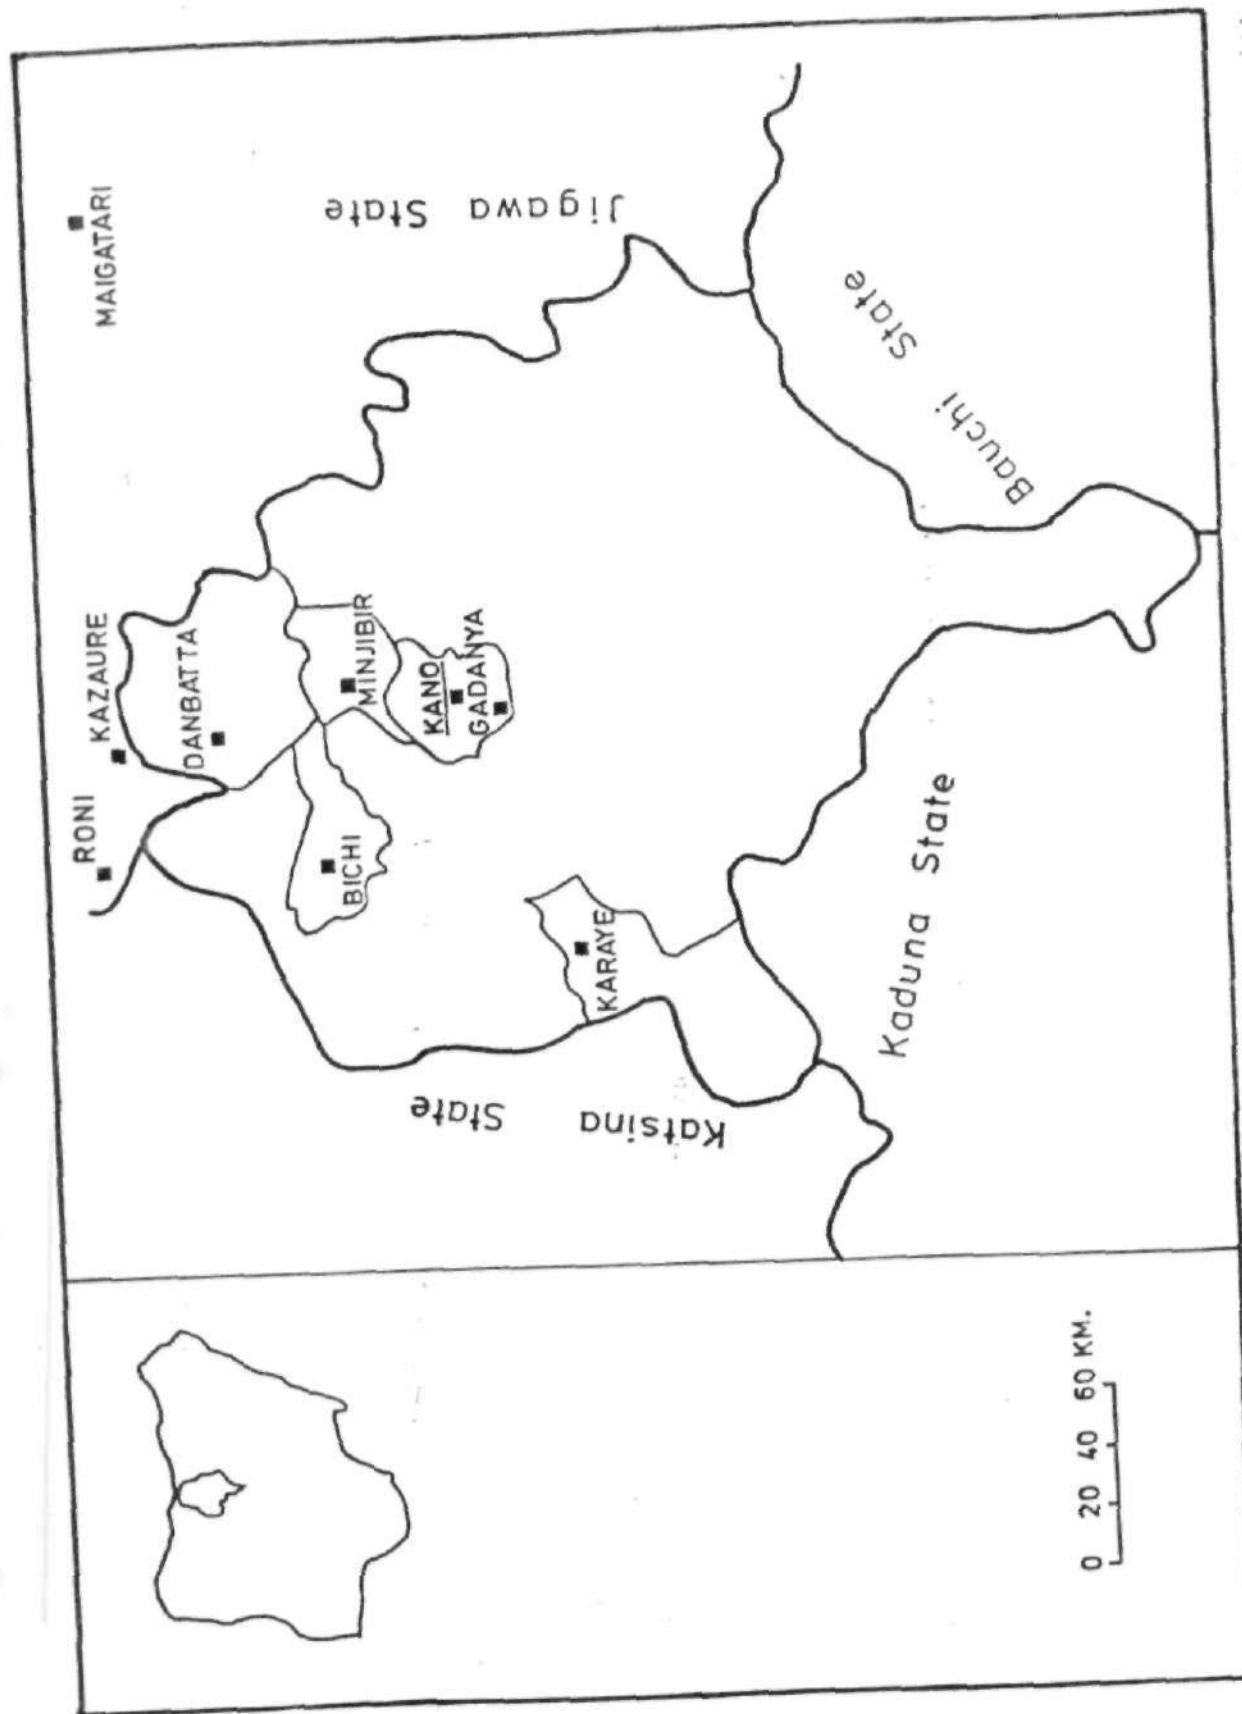 MAIGATARI
RONI
KAZAURE
DANBATTA
BICHI
MINJIBIR
KANO
GADANYA
KARAYE
Jigawa State
Katsina State
Bauchi State
Kaduna State
0 20 40 60 KM.